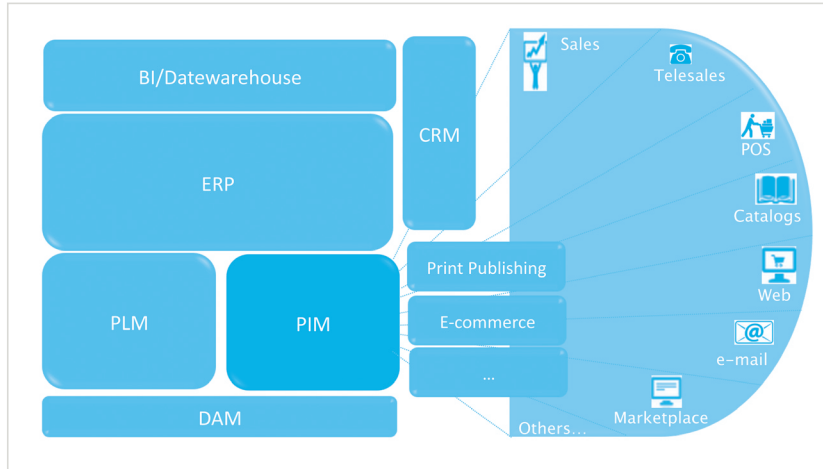 BI/Datewarehouse
CRM
ERP
PLM
PIM
DAM
Print Publishing
E-commerce
...
Sales
Telesales
POS
Catalogs
Web
e-mail
Marketplace
Others...